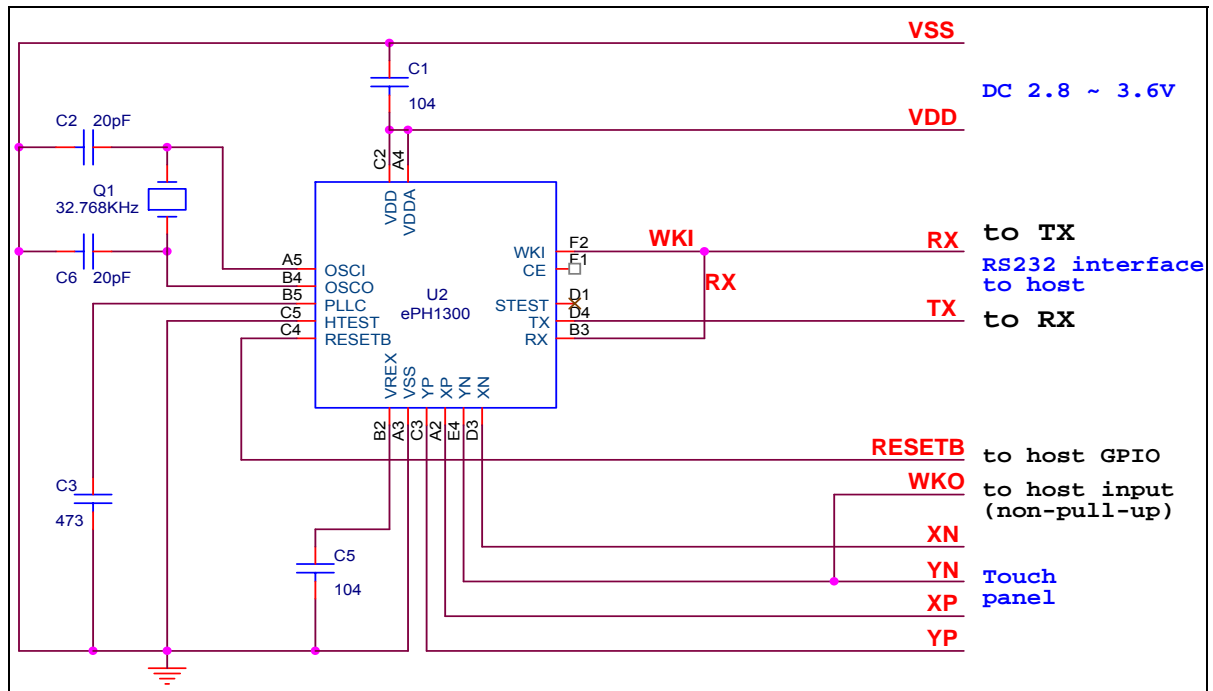 VSS
C1
104
DC 2.8 ~ 3.6V
VDD
C2 20pF
C2
A4
Q1
32.768KHz
VDD
VDDA
C6 20pF
A5
B4
B5
C5
C4
OSCI
OSCO
PLLC
HTEST
RESETB
U2
ePH1300
WKI
CE
STEST
TX
RX
F2
E1
D1
D4
B3
WKI
RX
RX
to TX
RS232 interface
to host
TX
to RX
VREX
VSS
YP
XP
YN
XN
B2
A3
C3
A2
E4
D3
RESETB
to host GPIO
WKO
to host input
(non-pull-up)
C3
473
C5
104
XN
YN
Touch
panel
XP
YP